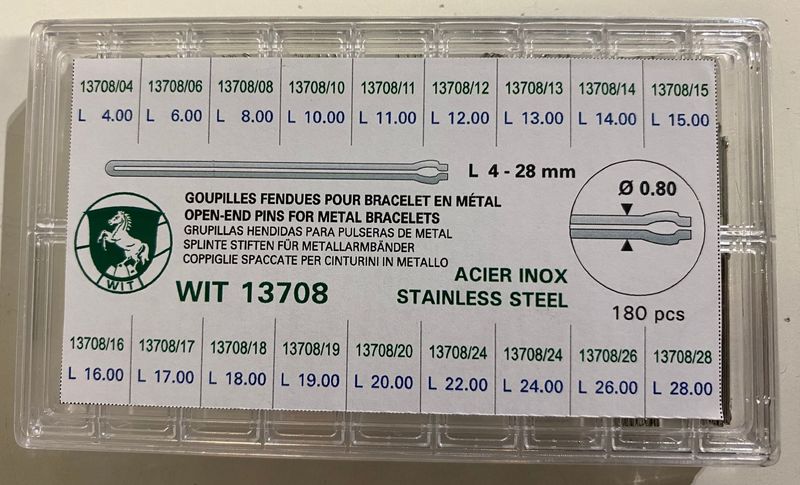 13708/04 13708/06 13708/08 13708/10 13708/11 13708/12 13708/13 13708/14 13708/15
L 4.00 L 6.00 L 8.00 L 10.00 L 11.00 L 12.00 L 13.00 L 14.00 L 15.00
L 4 - 28 mm
Ø 0.80
GOUPILLES FENDUES POUR BRACELET EN MÉTAL
OPEN-END PINS FOR METAL BRACELETS
GRUPILLAS HENDIDAS PARA PULSERAS DE METAL
SPLINTE STIFTEN FÜR METALLARMBÄNDER
COPPIGLIE SPACCATE PER CINTURINI IN METALLO
WIT
WIT 13708
ACIER INOX
STAINLESS STEEL
180 pcs
13708/16 13708/17 13708/18 13708/19 13708/20 13708/24 13708/24 13708/26 13708/28
L 16.00 L 17.00 L 18.00 L 19.00 L 20.00 L 22.00 L 24.00 L 26.00 L 28.00